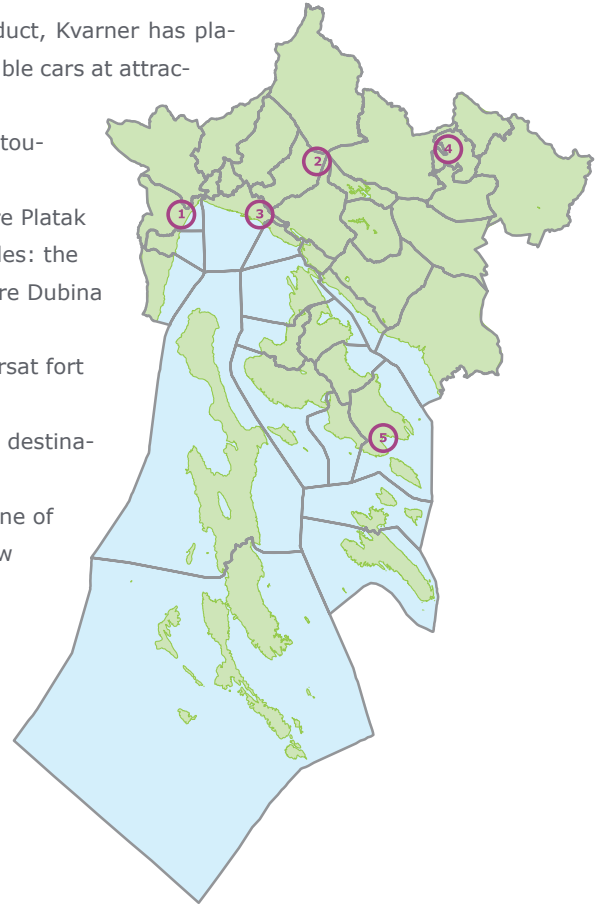 duct, Kvarner has pla-
ble cars at attrac-
tou-
re Platak
les: the
re Dubina
rsat fort
destina-
ne of
w
1
2
3
4
5